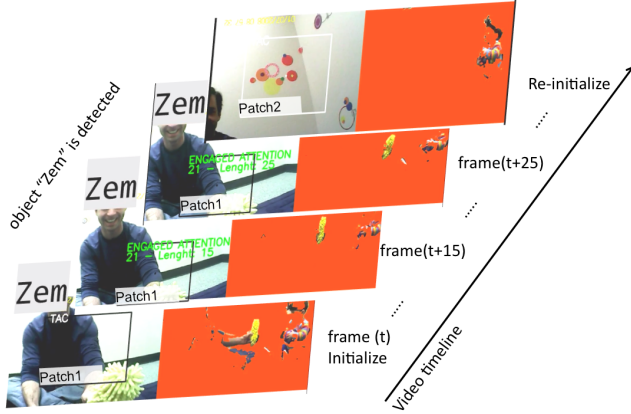 Patch2
Re-initialize
Zem
ENGAGED ATTENTION
21 - Lenght: 25
Patch1
frame(t+25)
object “Zem” is detected
Zem
ENGAGED ATTENTION
21 - Lenght: 15
Patch1
frame(t+15)
Zem
TAC
Patch1
frame (t)
Initialize
Video timeline